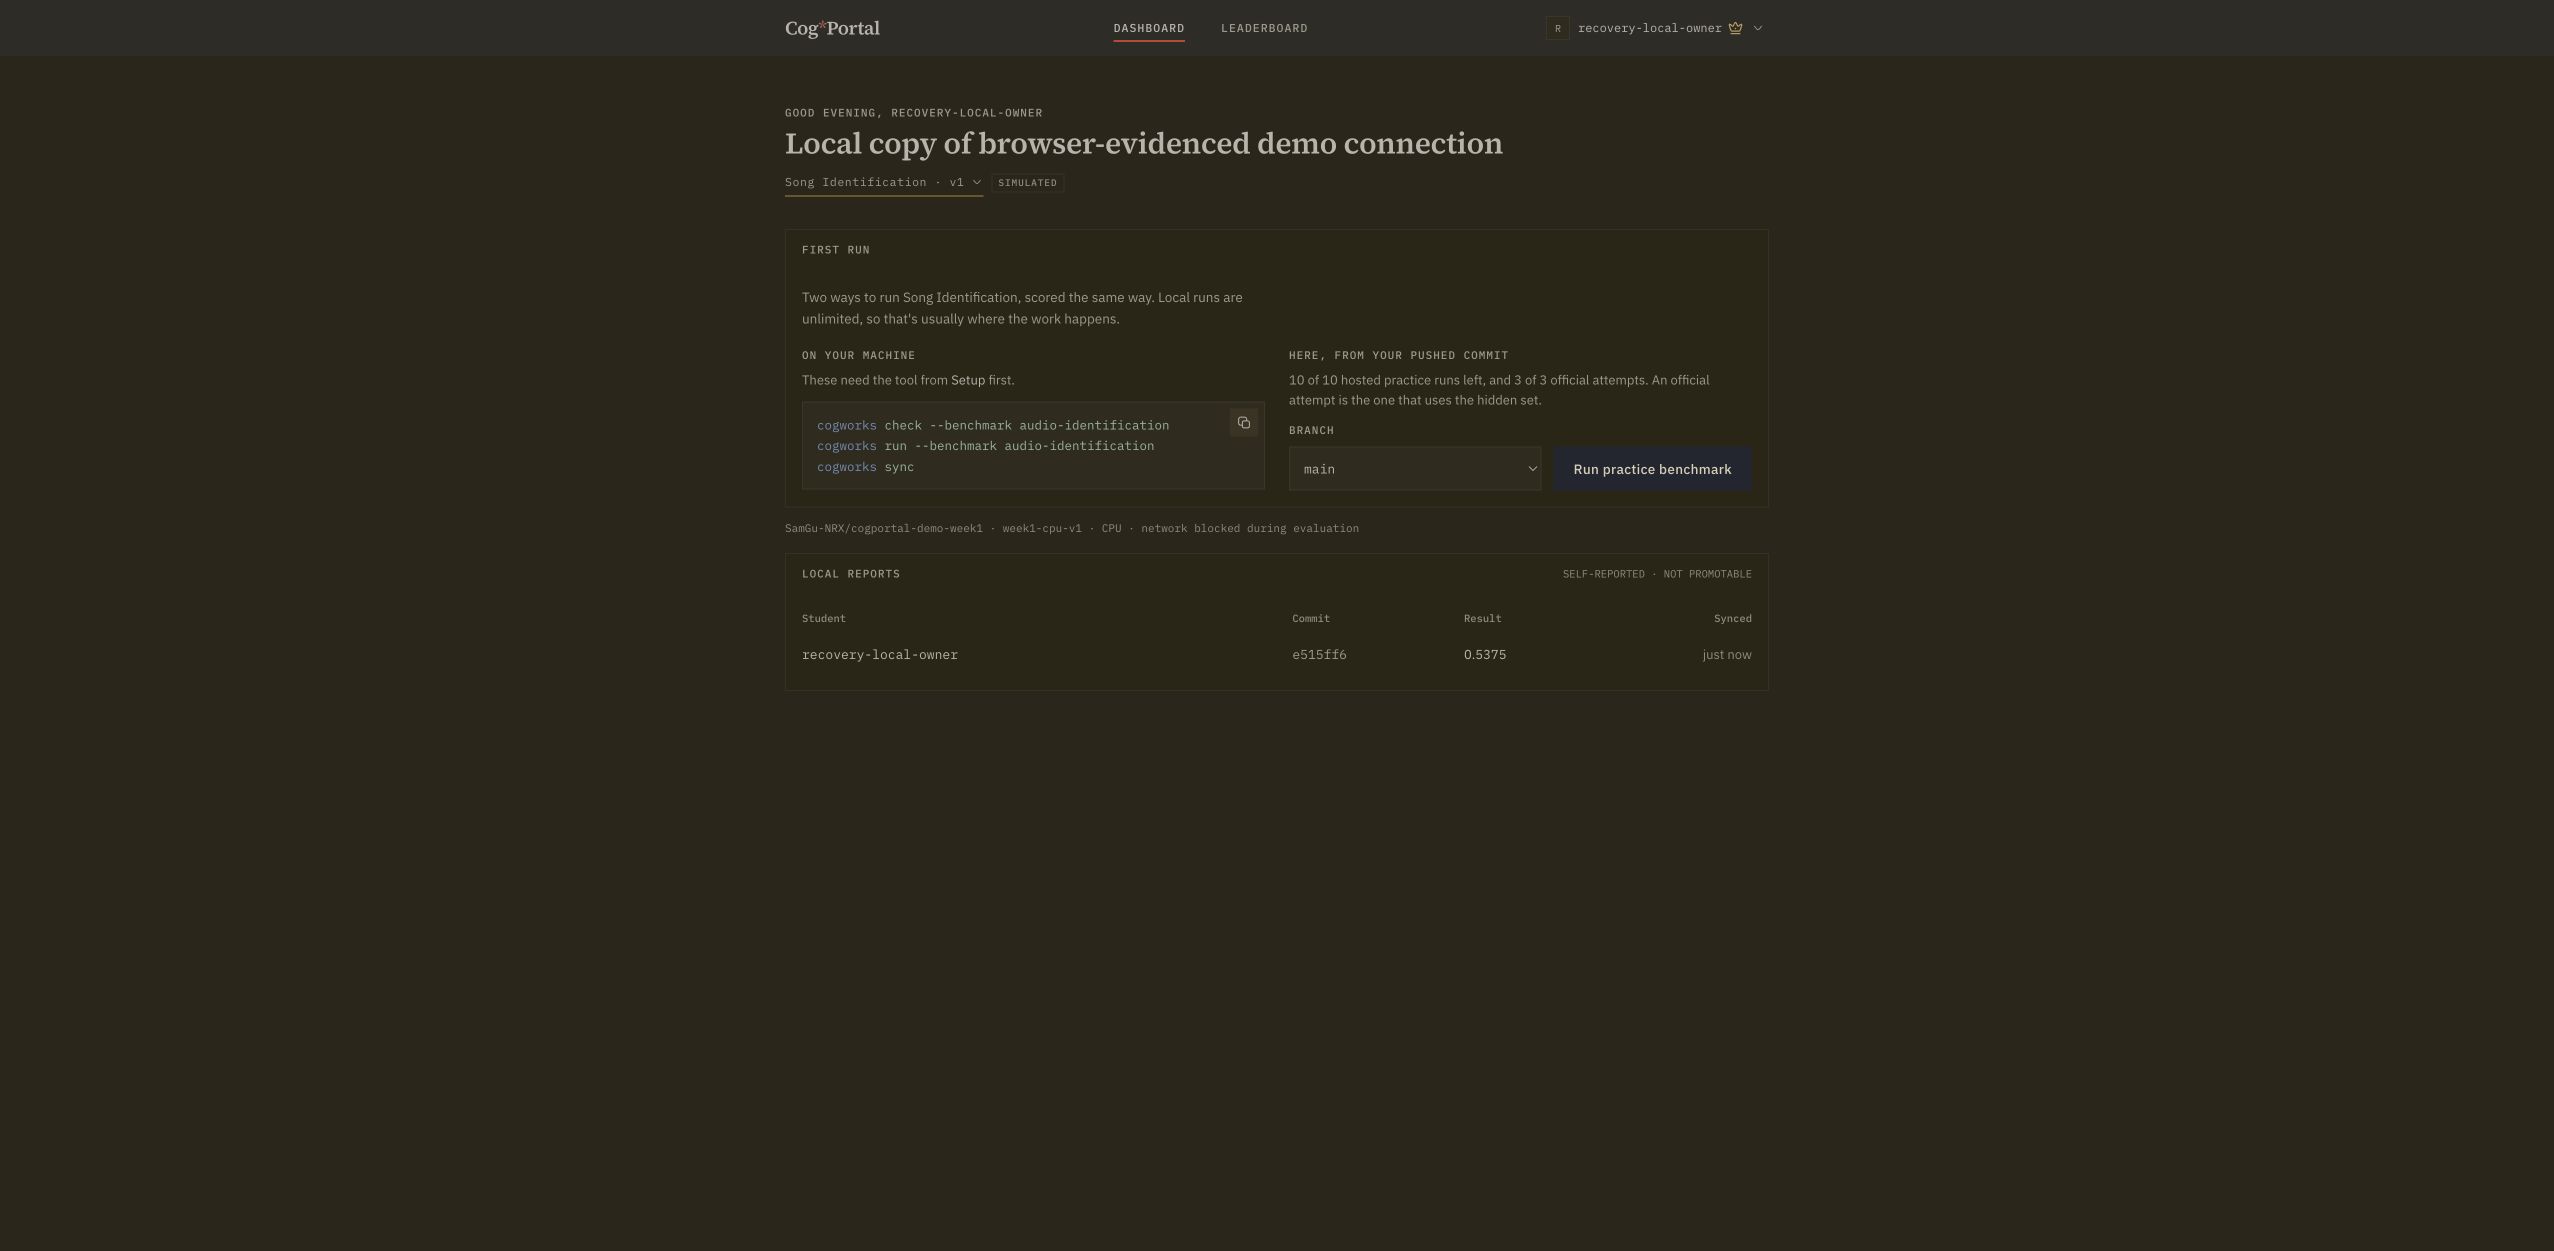 Cog*Portal
DASHBOARD
LEADERBOARD
R
recovery-local-owner
GOOD EVENING, RECOVERY-LOCAL-OWNER
Local copy of browser-evidenced demo connection
Song Identification · v1
SIMULATED
FIRST RUN
Two ways to run Song Identification, scored the same way. Local runs are
unlimited, so that's usually where the work happens.
ON YOUR MACHINE
These need the tool from Setup first.
cogworks check --benchmark audio-identification
cogworks run --benchmark audio-identification
cogworks sync
HERE, FROM YOUR PUSHED COMMIT
10 of 10 hosted practice runs left, and 3 of 3 official attempts. An official
attempt is the one that uses the hidden set.
BRANCH
main
Run practice benchmark
SamGu-NRX/cogportal-demo-week1 · week1-cpu-v1 · CPU · network blocked during evaluation
LOCAL REPORTS
SELF-REPORTED · NOT PROMOTABLE
Student Commit Result Synced
recovery-local-owner e515ff6 0.5375 just now